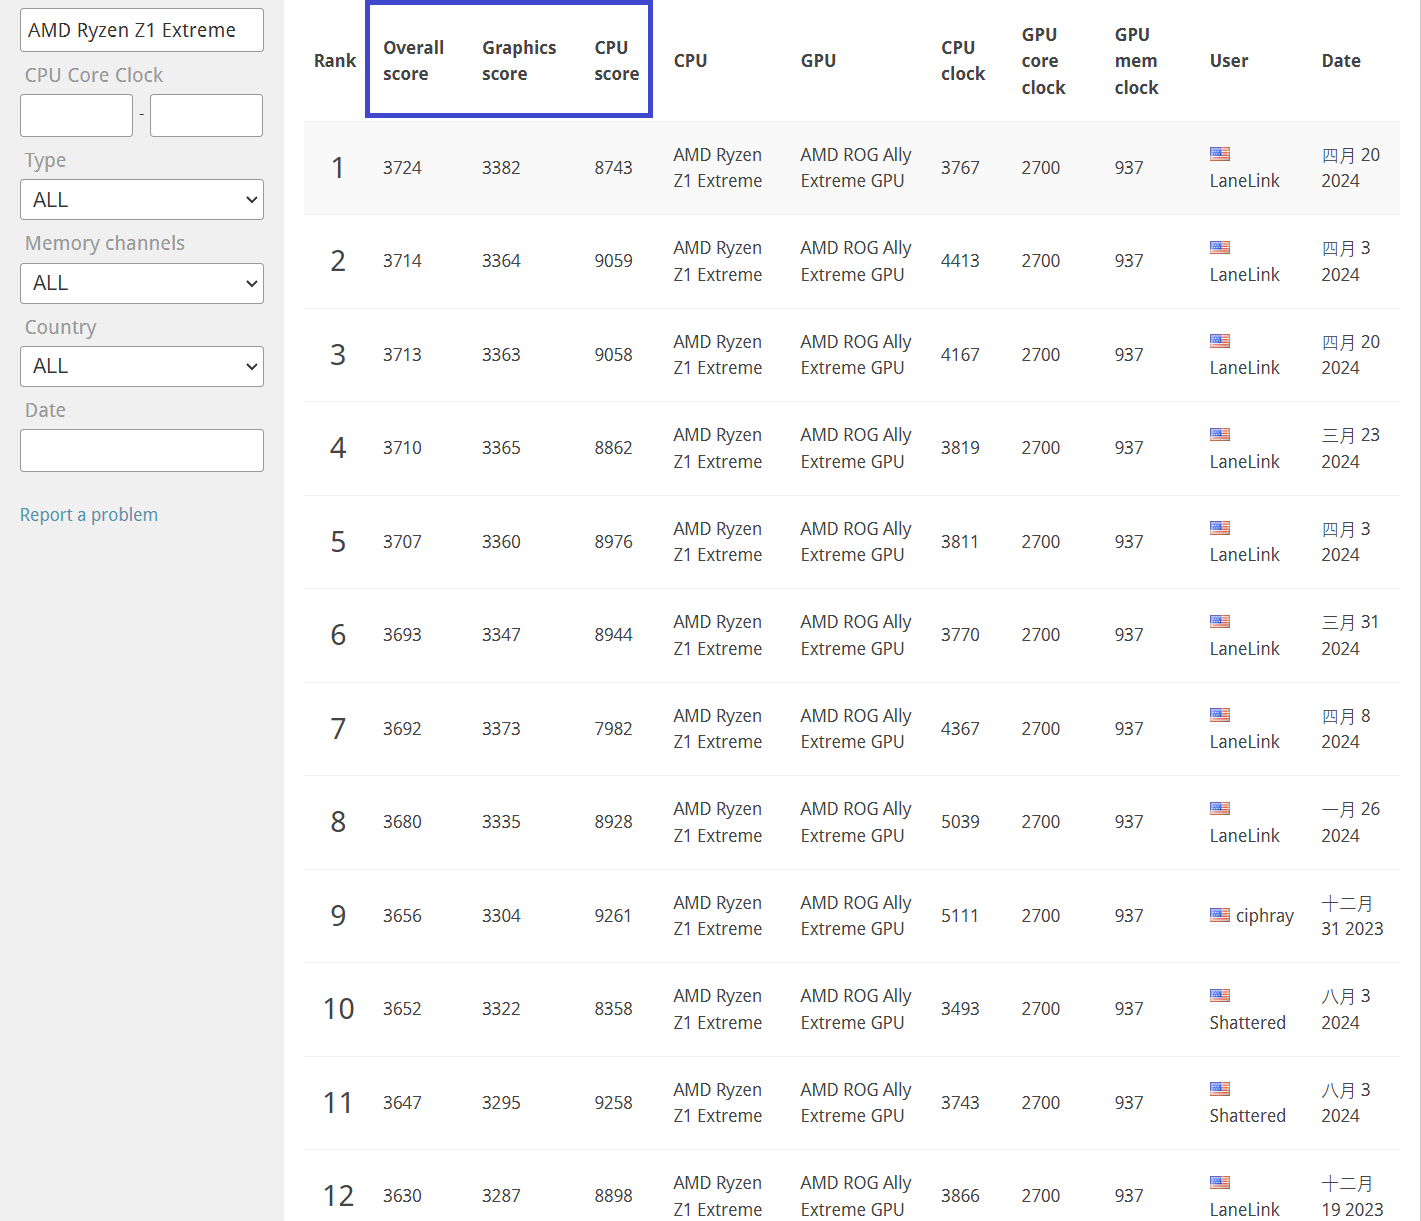 AMD Ryzen Z1 Extreme
CPU Core Clock
-
Type
ALL
Memory channels
ALL
Country
ALL
Date
Report a problem
Rank Overall score Graphics score CPU score CPU GPU CPU clock GPU core clock GPU mem clock User Date
1 3724 3382 8743 AMD Ryzen Z1 Extreme AMD ROG Ally Extreme GPU 3767 2700 937 LaneLink 四月 20 2024
2 3714 3364 9059 AMD Ryzen Z1 Extreme AMD ROG Ally Extreme GPU 4413 2700 937 LaneLink 四月 3 2024
3 3713 3363 9058 AMD Ryzen Z1 Extreme AMD ROG Ally Extreme GPU 4167 2700 937 LaneLink 四月 20 2024
4 3710 3365 8862 AMD Ryzen Z1 Extreme AMD ROG Ally Extreme GPU 3819 2700 937 LaneLink 三月 23 2024
5 3707 3360 8976 AMD Ryzen Z1 Extreme AMD ROG Ally Extreme GPU 3811 2700 937 LaneLink 四月 3 2024
6 3693 3347 8944 AMD Ryzen Z1 Extreme AMD ROG Ally Extreme GPU 3770 2700 937 LaneLink 三月 31 2024
7 3692 3373 7982 AMD Ryzen Z1 Extreme AMD ROG Ally Extreme GPU 4367 2700 937 LaneLink 四月 8 2024
8 3680 3335 8928 AMD Ryzen Z1 Extreme AMD ROG Ally Extreme GPU 5039 2700 937 LaneLink 一月 26 2024
9 3656 3304 9261 AMD Ryzen Z1 Extreme AMD ROG Ally Extreme GPU 5111 2700 937 ciphray 十二月 31 2023
10 3652 3322 8358 AMD Ryzen Z1 Extreme AMD ROG Ally Extreme GPU 3493 2700 937 Shattered 八月 3 2024
11 3647 3295 9258 AMD Ryzen Z1 Extreme AMD ROG Ally Extreme GPU 3743 2700 937 Shattered 八月 3 2024
12 3630 3287 8898 AMD Ryzen Z1 Extreme AMD ROG Ally Extreme GPU 3866 2700 937 LaneLink 十二月 19 2023